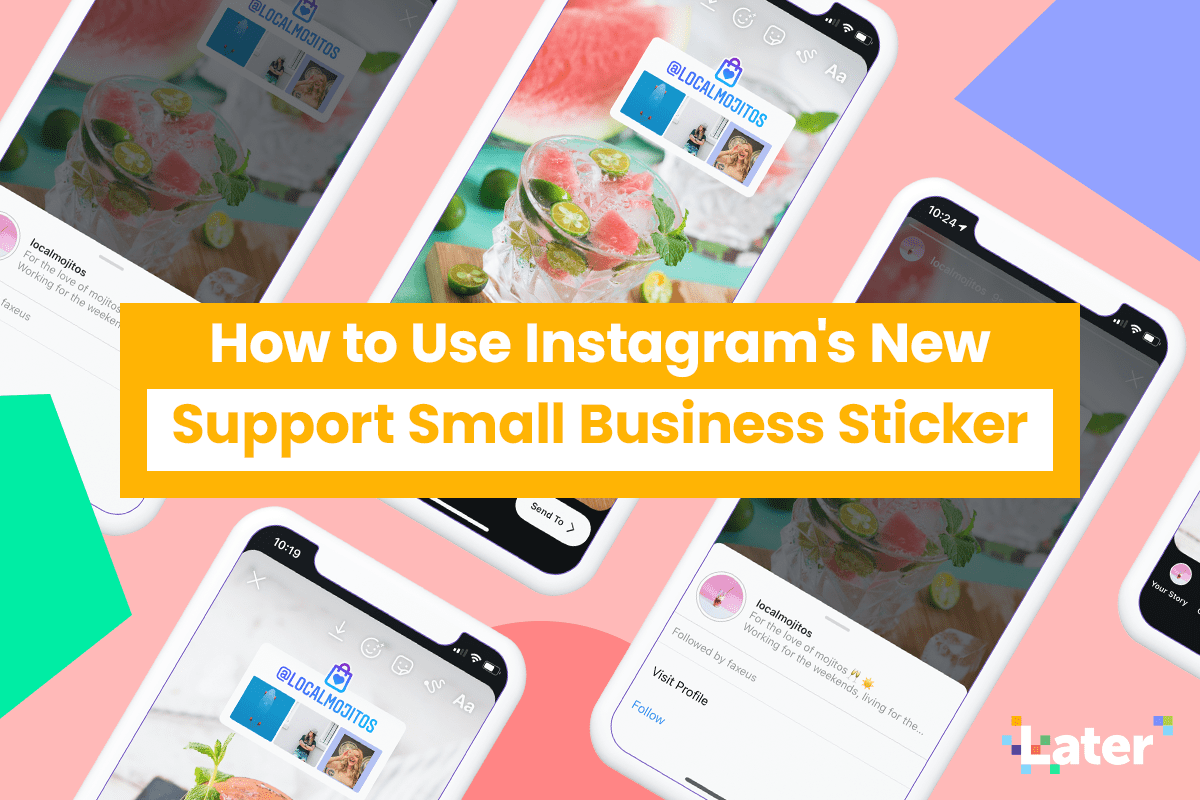 @LOCALMOJITOS
localmojitos
For the love of mojitos
Working for the weekend
faxeus
Aa
@LOCALMOJITOS
10:24
localmojitos
How to Use Instagram's New
Support Small Business Sticker
Send To
10:19
Aa
@LOCALMOJITOS
localmojitos
For the love of mojitos
Working for the weekends, living for the...
Followed by faxeus
Visit Profile
Follow
Your Story
Later